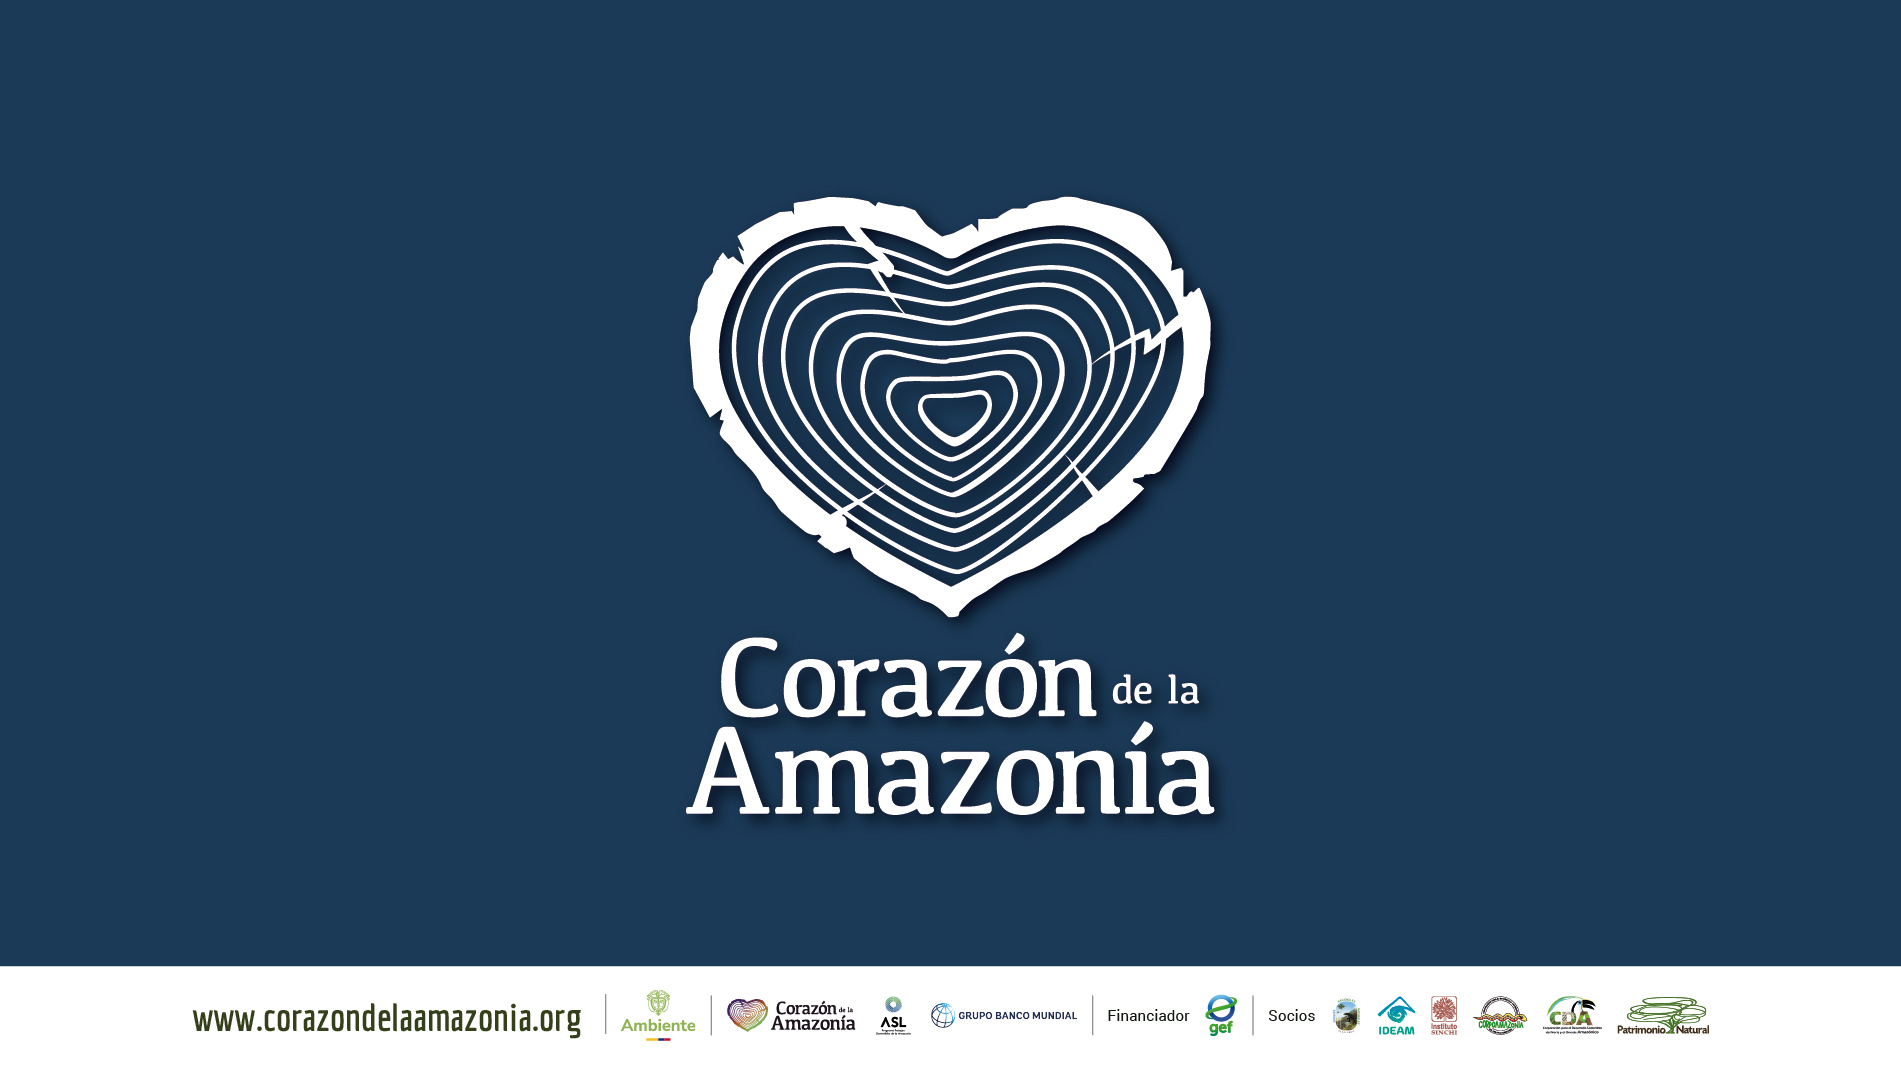 Corazón de la
Amazonía
www.corazondelaamazonia.org
Ambiente
Corazón de la
Amazonía
ASL
GRUPO BANCO MUNDIAL
Financiador
gef
Socios
IDEAM
instituto
SINCHI
CORPOAMAZONIA
CDA
Patrimonio Natural